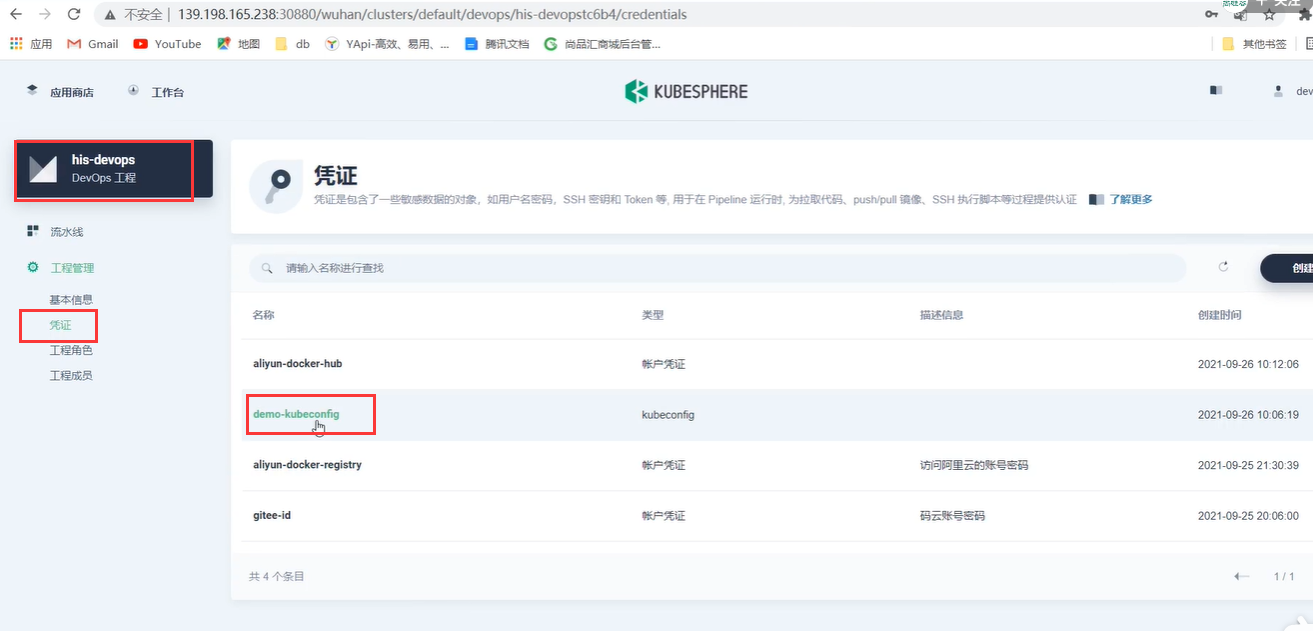 不安全 | 139.198.165.238:30880/wuhan/clusters/default/devops/his-devopstc6b4/credentials
应用 Gmail YouTube 地图 db YApi-高效、易用、... 腾讯文档 尚品汇商城后台管... 其他书签
应用商店 工作台 KUBESPHERE dev
his-devops
DevOps 工程
流水线
工程管理
基本信息
凭证
工程角色
工程成员
凭证
凭证是包含了一些敏感数据的对象，如用户名密码，SSH 密钥和 Token 等, 用于在 Pipeline 运行时, 为拉取代码、push/pull 镜像、SSH 执行脚本等过程提供认证 了解更多
请输入名称进行查找 创建
名称 类型 描述信息 创建时间
aliyun-docker-hub 帐户凭证 2021-09-26 10:12:06
demo-kubeconfig kubeconfig 2021-09-26 10:06:19
aliyun-docker-registry 帐户凭证 访问阿里云的账号密码 2021-09-25 21:30:39
gitee-id 帐户凭证 码云账号密码 2021-09-25 20:06:00
共 4 个条目 1 / 1